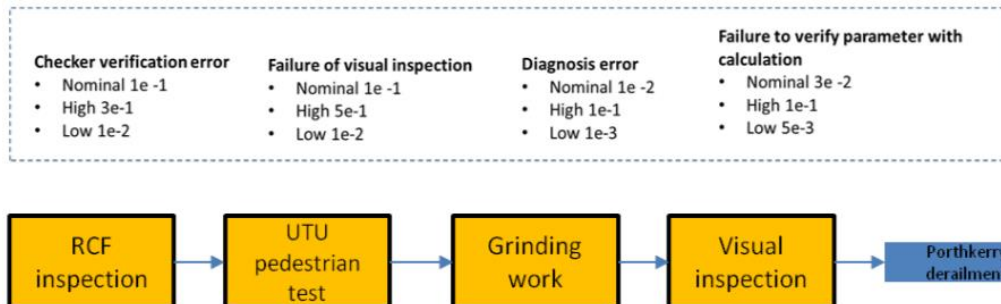 Checker verification error
• Nominal 1e -1
• High 3e-1
• Low 1e-2
Failure of visual inspection
• Nominal 1e -1
• High 5e-1
• Low 1e-2
Diagnosis error
• Nominal 1e -2
• High 1e-1
• Low 1e-3
Failure to verify parameter with
calculation
• Nominal 3e -2
• High 1e-1
• Low 5e-3
RCF
inspection
UTU
pedestrian
test
Grinding
work
Visual
inspection
Porthkerry
derailmen